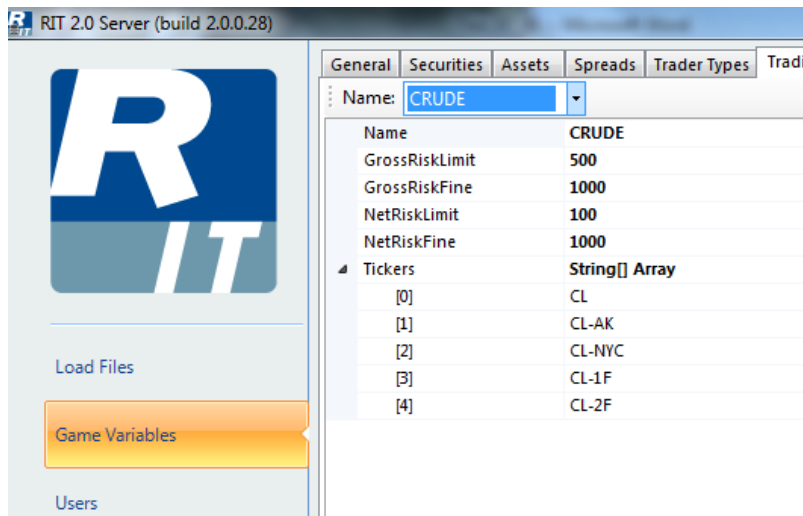 RIT 2.0 Server (build 2.0.0.28)
General Securities Assets Spreads Trader Types Tradi
Name: CRUDE
R
IT
Name CRUDE
GrossRiskLimit 500
GrossRiskFine 1000
NetRiskLimit 100
NetRiskFine 1000
Tickers String[] Array
[0] CL
[1] CL-AK
[2] CL-NYC
[3] CL-1F
[4] CL-2F
Load Files
Game Variables
Users